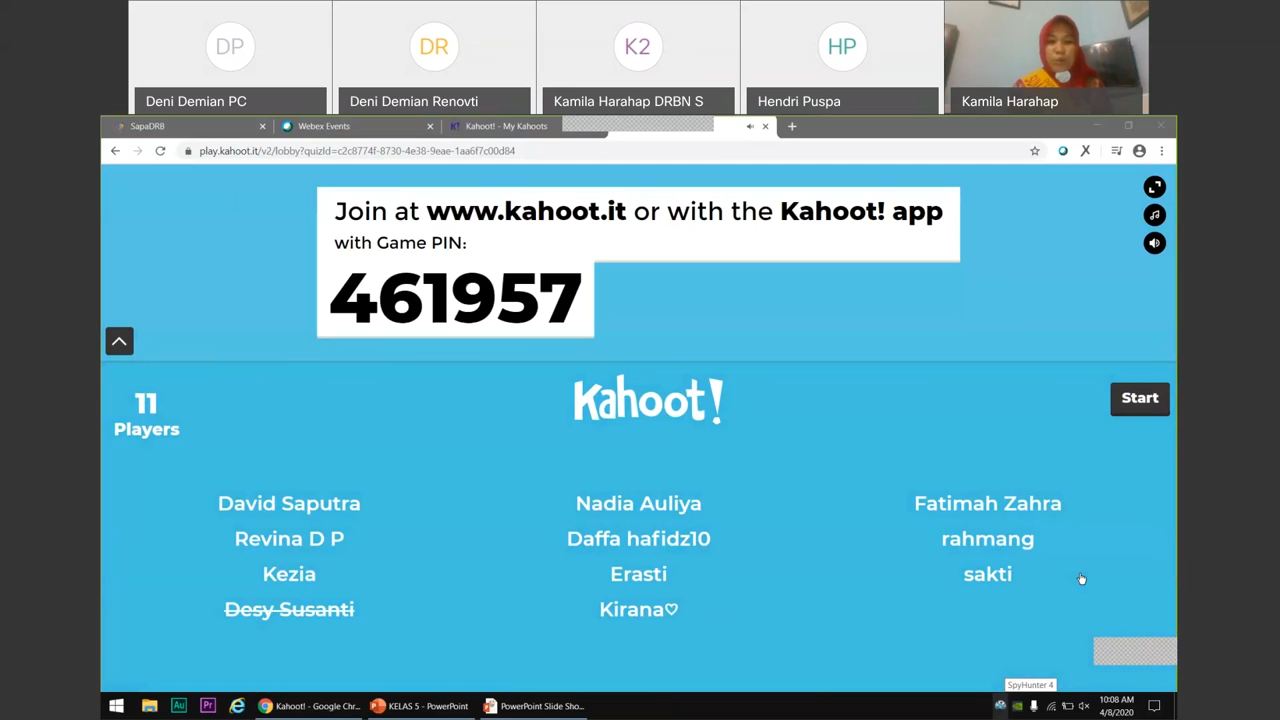 DP
DR
K2
HP
Deni Demian PC
Deni Demian Renovti
Kamila Harahap DRBN S
Hendri Puspa
Kamila Harahap
SapaDRB
Webex Events
Kahoot! - My Kahoots
play.kahoot.it/v2/lobby?quizId=c2c8774f-8730-4e38-9eae-1aa6f7c00d84
Join at www.kahoot.it or with the Kahoot! app
with Game PIN:
461957
11
Players
Kahoot!
Start
David Saputra
Nadia Auliya
Fatimah Zahra
Revina D P
Daffa hafidz10
rahmang
Kezia
Erasti
sakti
Desy Susanti
Kirana♡
SpyHunter 4
Au
Pr
Kahoot! - Google Chr...
KELAS 5 - PowerPoint
PowerPoint Slide Sho...
10:08 AM
4/8/2020